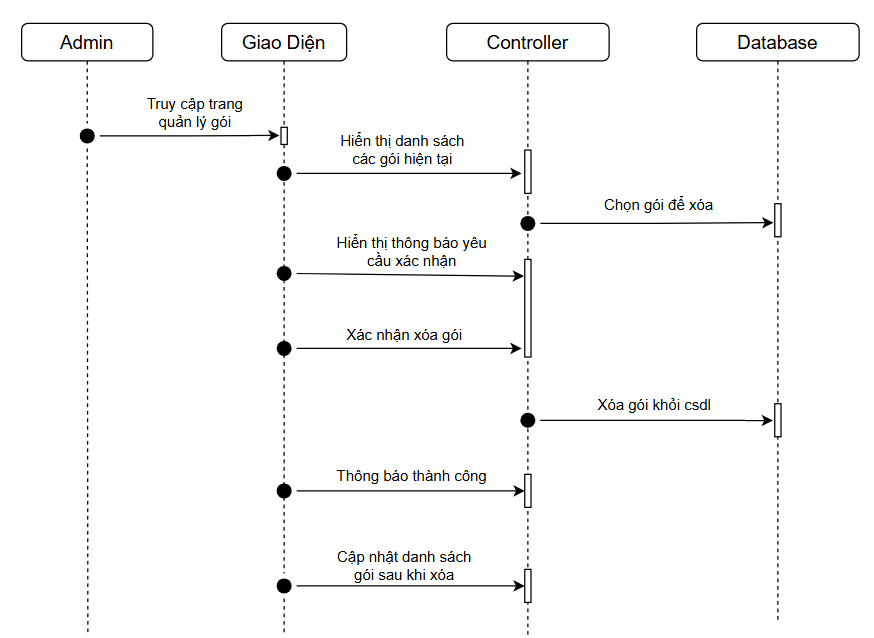 Admin
Giao Diện
Controller
Database
Truy cập trang
quản lý gói
Hiển thị danh sách
các gói hiện tại
Chọn gói để xóa
Hiển thị thông báo yêu
cầu xác nhận
Xác nhận xóa gói
Xóa gói khỏi csdl
Thông báo thành công
Cập nhật danh sách
gói sau khi xóa